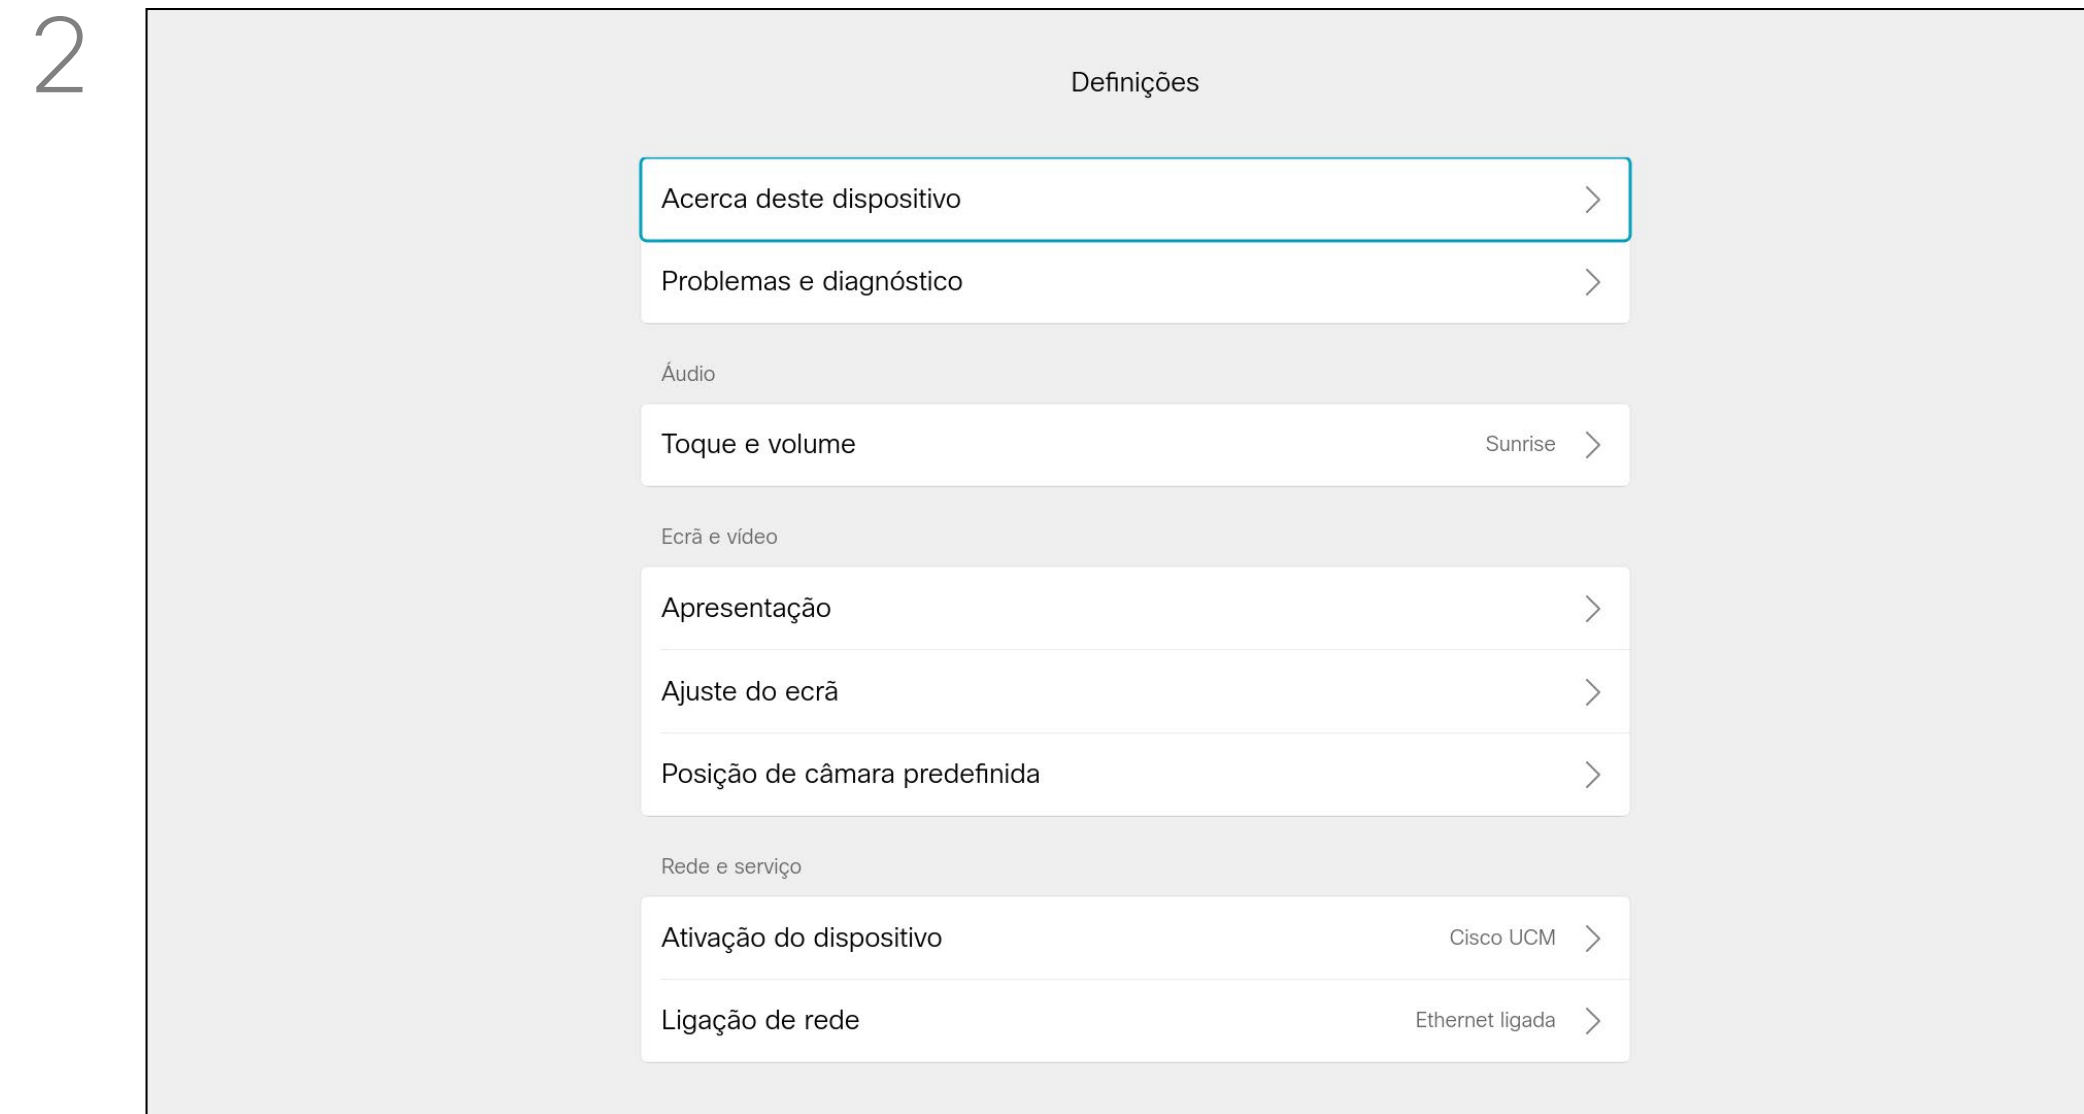 2
Definições
Acerca deste dispositivo
Problemas e diagnóstico
Áudio
Toque e volume Sunrise
Ecrã e vídeo
Apresentação
Ajuste do ecrã
Posição de câmara predefinida
Rede e serviço
Ativação do dispositivo Cisco UCM
Ligação de rede Ethernet ligada